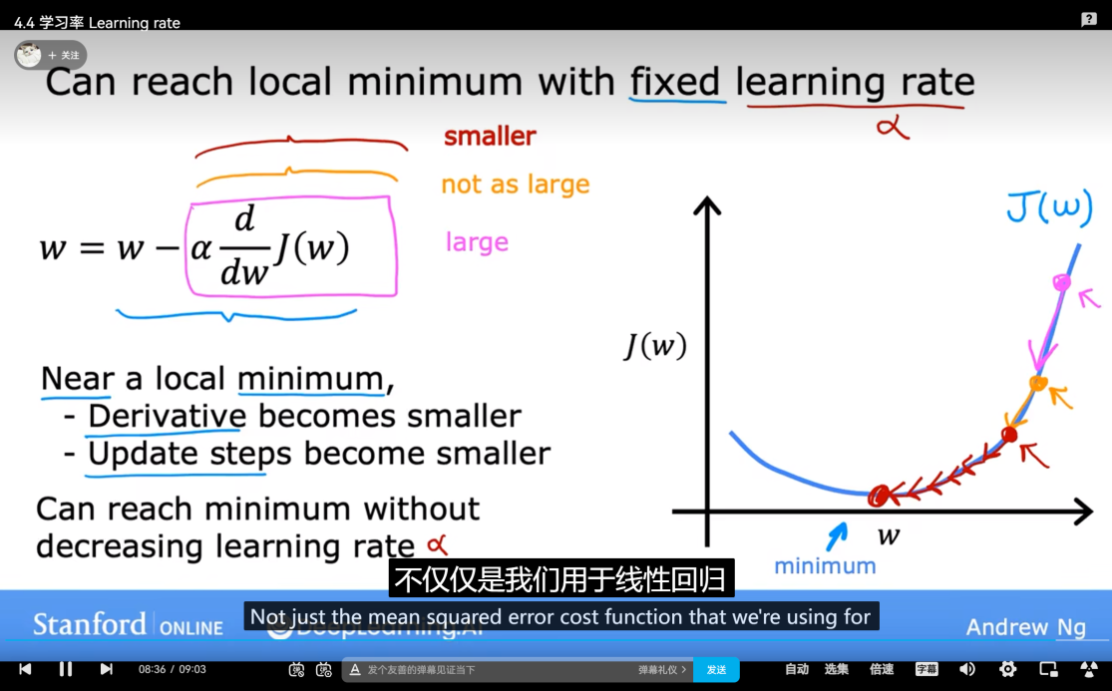 4.4 学习率 Learning rate
+ 关注
Can reach local minimum with fixed learning rate
α
smaller
not as large
large
w = w − α d/dw J(w)
J(w)
J(w)
Near a local minimum,
- Derivative becomes smaller
- Update steps become smaller
Can reach minimum without
decreasing learning rate α
w
minimum
不仅仅是我们用于线性回归
Not just the mean squared error cost function that we're using for
Stanford ONLINE
DeepLearning.AI
Andrew Ng
08:36 / 09:03
发个友善的弹幕见证当下
弹幕礼仪 >
发送
自动
选集
倍速
字幕